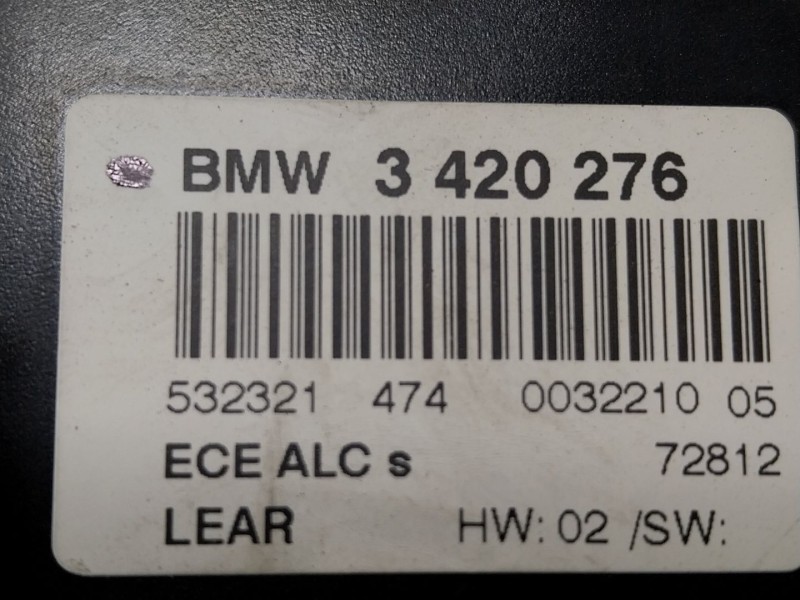 BMW 3 420 276
532321 474 0032210 05
ECE ALC s 72812
LEAR HW: 02 /SW: